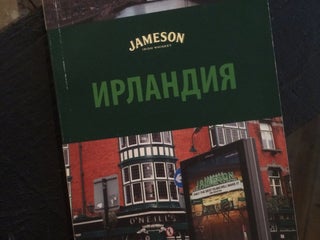 JAMESON
IRISH WHISKEY
ИРЛАНДИЯ
JAMESON
O'NEILL'S